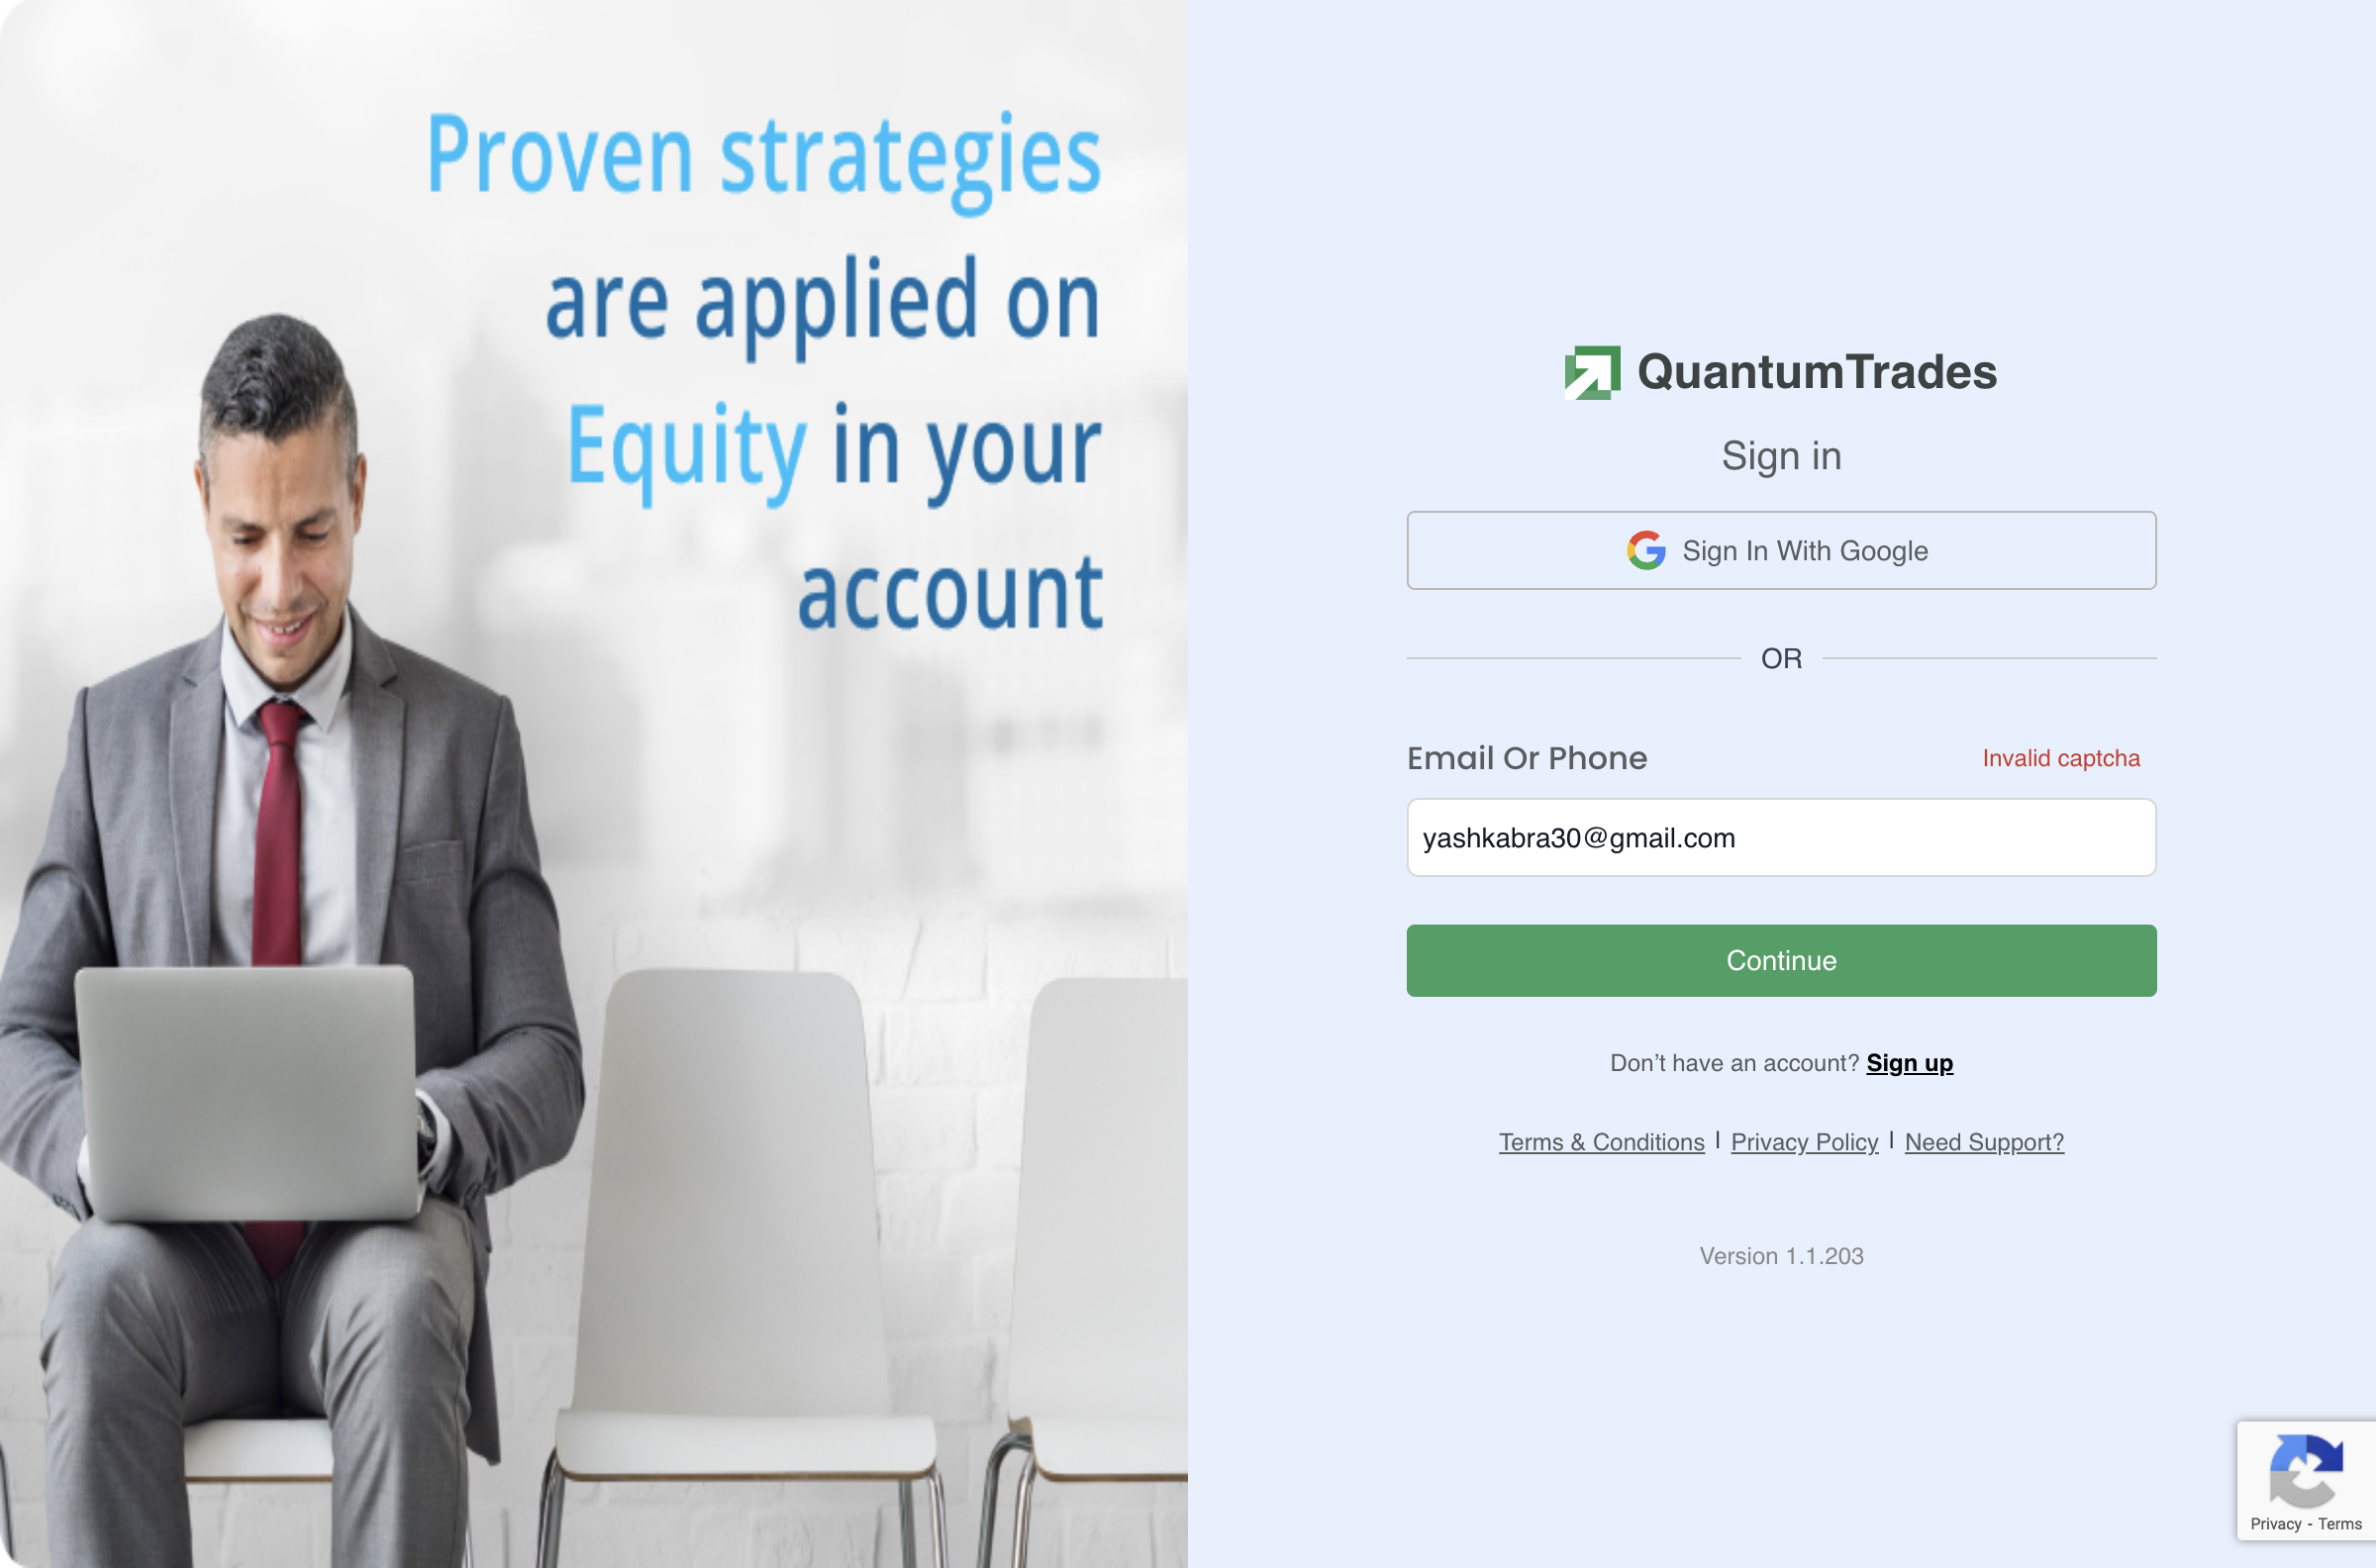 Proven strategies
are applied on
Equity in your
account
QuantumTrades
Sign in
Sign In With Google
OR
Email Or Phone
Invalid captcha
yashkabra30@gmail.com
Continue
Don’t have an account? Sign up
Terms & Conditions | Privacy Policy | Need Support?
Version 1.1.203
Privacy - Terms